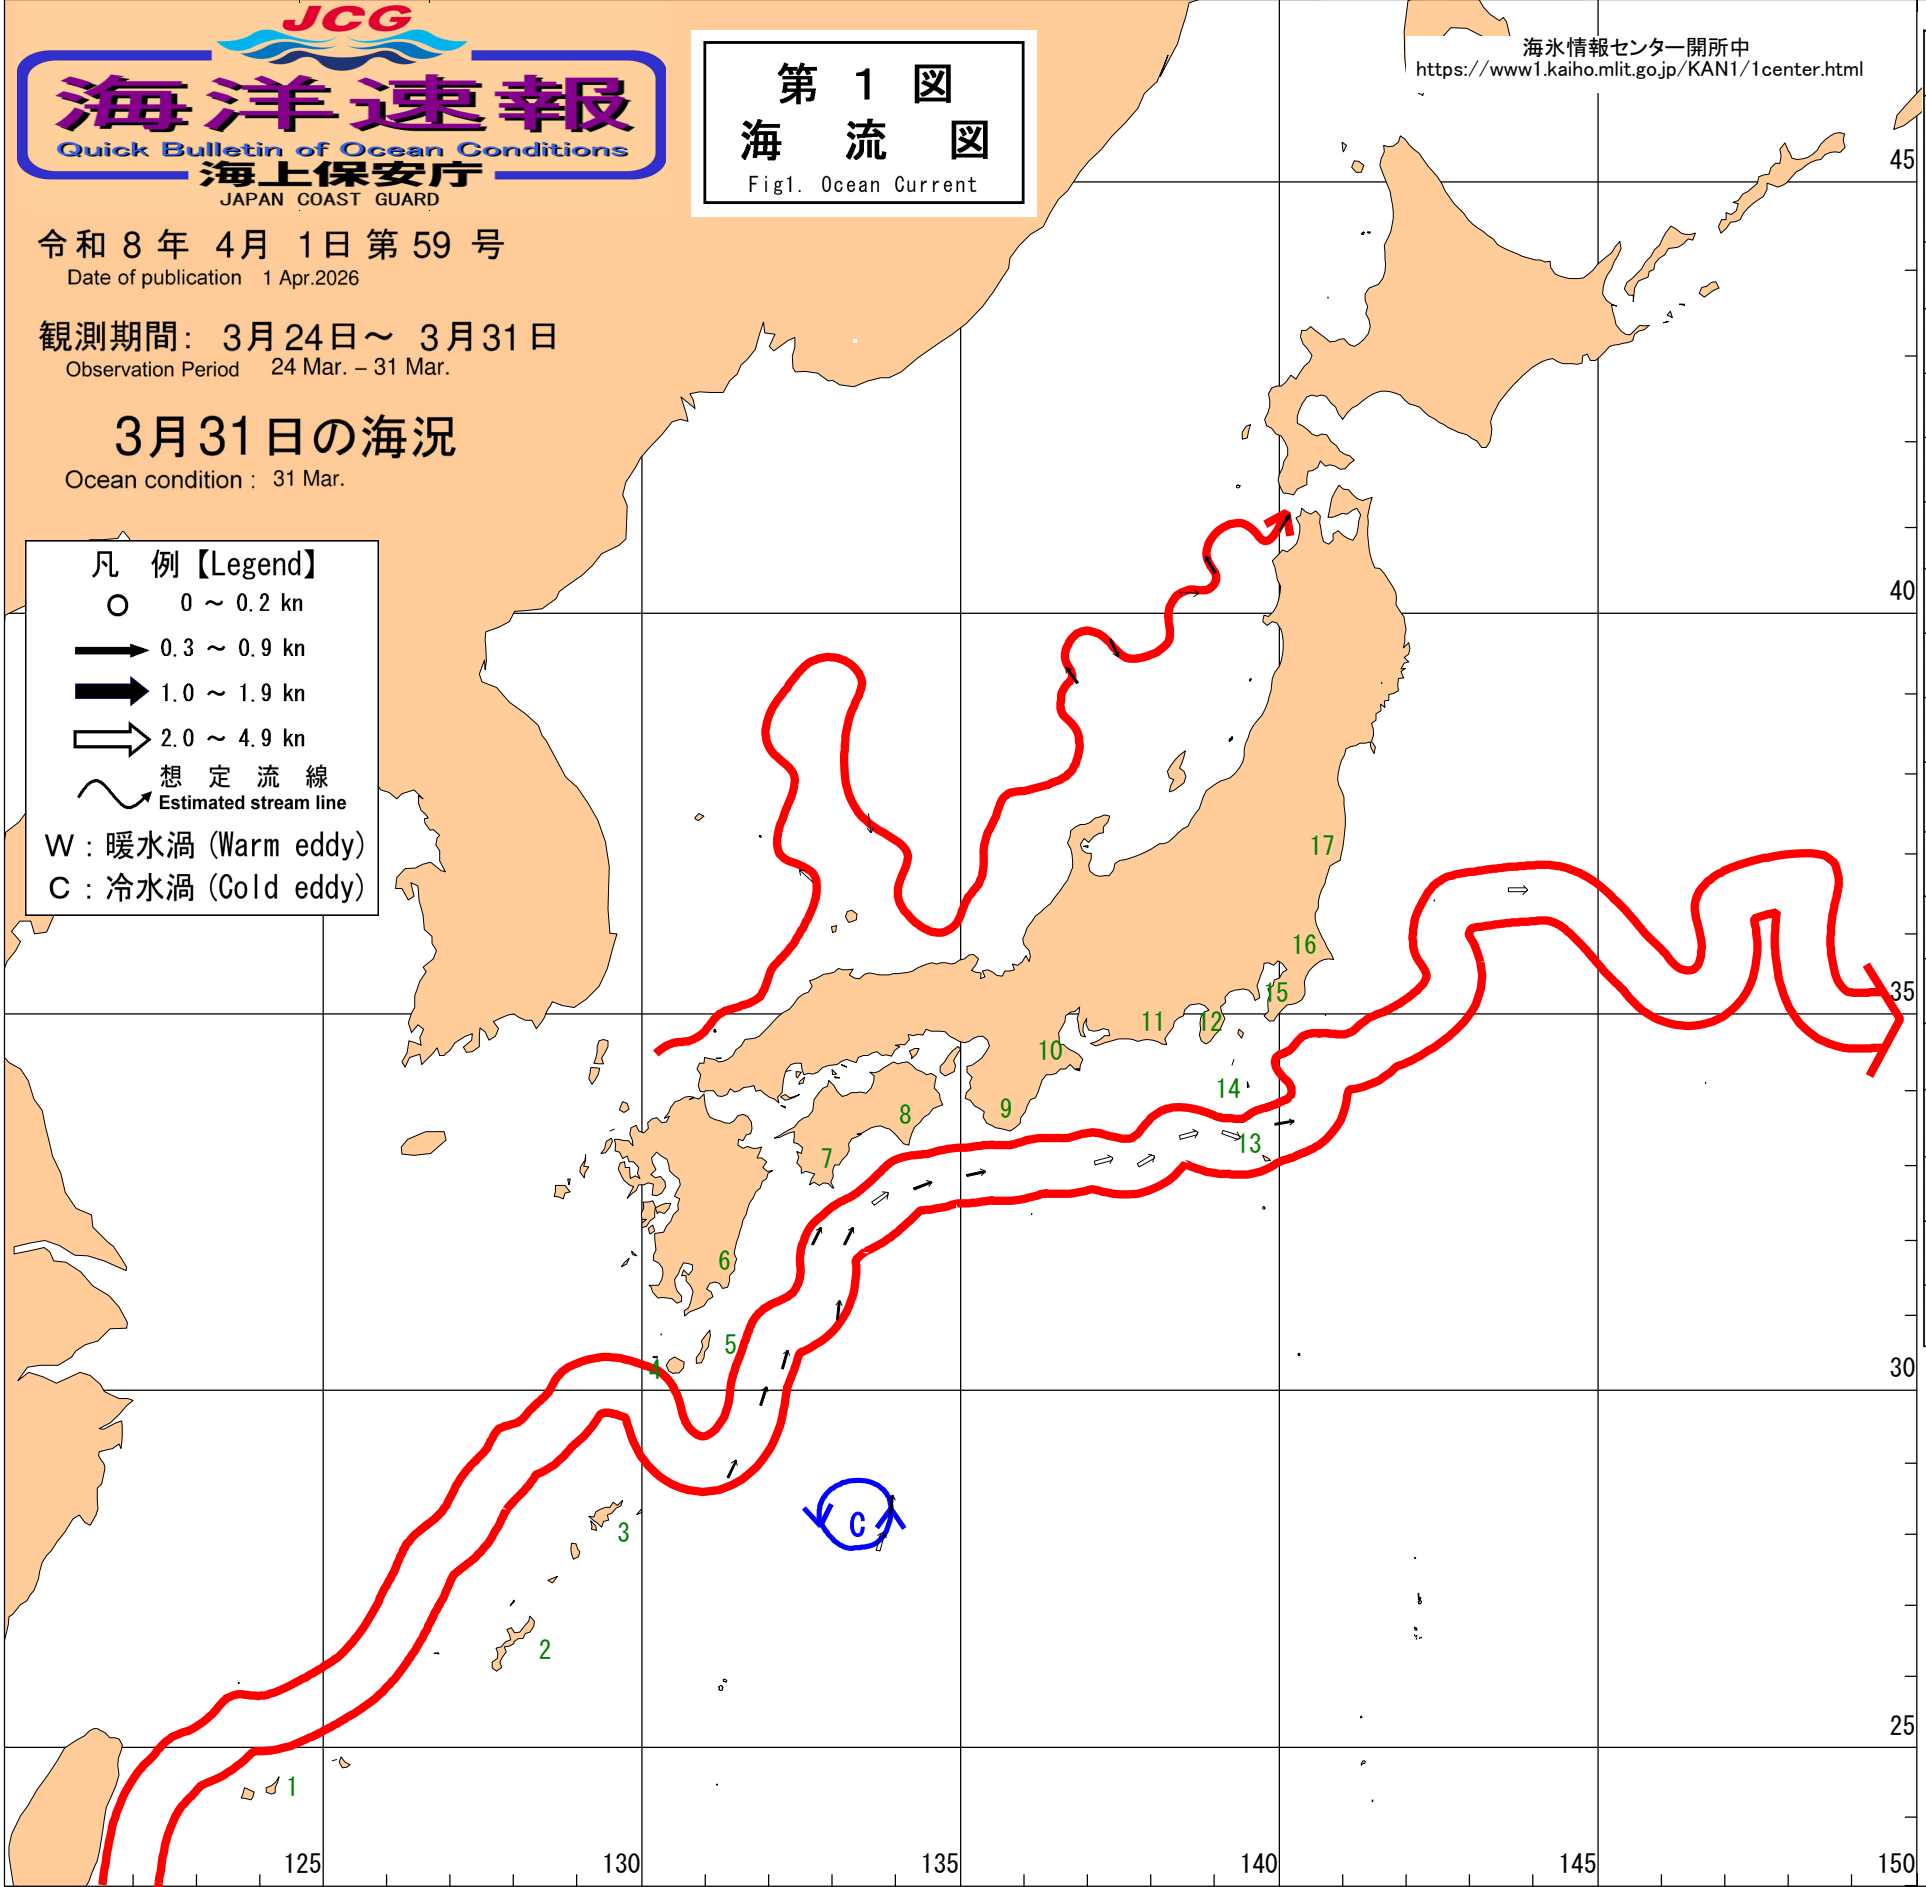 JCG
海洋速報
Quick Bulletin of Ocean Conditions
海上保安庁
JAPAN COAST GUARD
令和 8 年 4月 1日 第 59 号
Date of publication 1 Apr.2026
観測期間: 3月24日～ 3月31日
Observation Period 24 Mar. – 31 Mar.
3月31日の海況
Ocean condition : 31 Mar.
第 1 図
海 流 図
Fig1. Ocean Current
海氷情報センター開所中
https://www1.kaiho.mlit.go.jp/KAN1/1center.html
凡 例【Legend】
0 ～ 0.2 kn
0.3 ～ 0.9 kn
1.0 ～ 1.9 kn
2.0 ～ 4.9 kn
想 定 流 線
Estimated stream line
W : 暖水渦 (Warm eddy)
C : 冷水渦 (Cold eddy)
45
40
17
16
35
15
12
11
10
14
9
8
13
7
6
5
4
30
C
3
2
25
1
125
130
135
140
145
150